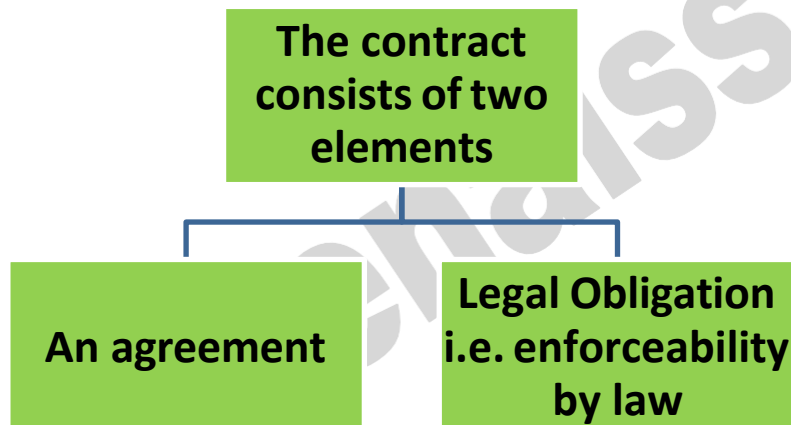 The contract
consists of two
elements
An agreement
Legal Obligation
i.e. enforceability
by law